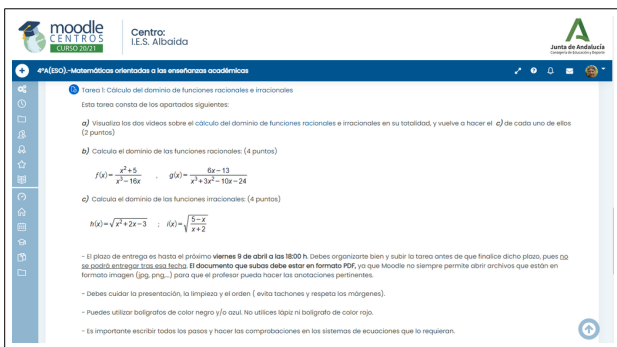 moodle
CENTROS
CURSO 20/21
Centro:
I.E.S. Albaida
Junta de Andalucía
Consejería de Educación y Deporte
4ºA(ESO).-Matemáticas orientadas a las enseñanzas académicas
Tarea 1: Cálculo del dominio de funciones racionales e irracionales
Esta tarea consta de los apartados siguientes:
a) Visualiza los dos videos sobre el cálculo del dominio de funciones racionales e irracionales en su totalidad, y vuelve a hacer el c) de cada uno de ellos
(2 puntos)
b) Calcula el dominio de las funciones racionales: (4 puntos)
f(x)= x²+5 / x³−16x , g(x)= 6x−13 / x³+3x²−10x−24
c) Calcula el dominio de las funciones irracionales: (4 puntos)
h(x)=√x²+2x−3 ; i(x)=√5−x / x+2
- El plazo de entrega es hasta el próximo viernes 9 de abril a las 18:00 h. Debes organizarte bien y subir la tarea antes de que finalice dicho plazo, pues no
se podrá entregar tras esa fecha. El documento que subas debe estar en formato PDF, ya que Moodle no siempre permite abrir archivos que están en
formato imagen (jpg, png...) para que el profesor pueda hacer las anotaciones pertinentes.
- Debes cuidar la presentación, la limpieza y el orden ( evita tachones y respeta los márgenes).
- Puedes utilizar bolígrafos de color negro y/o azul. No utilices lápiz ni bolígrafo de color rojo.
- Es importante escribir todos los pasos y hacer las comprobaciones en los sistemas de ecuaciones que lo requieran.